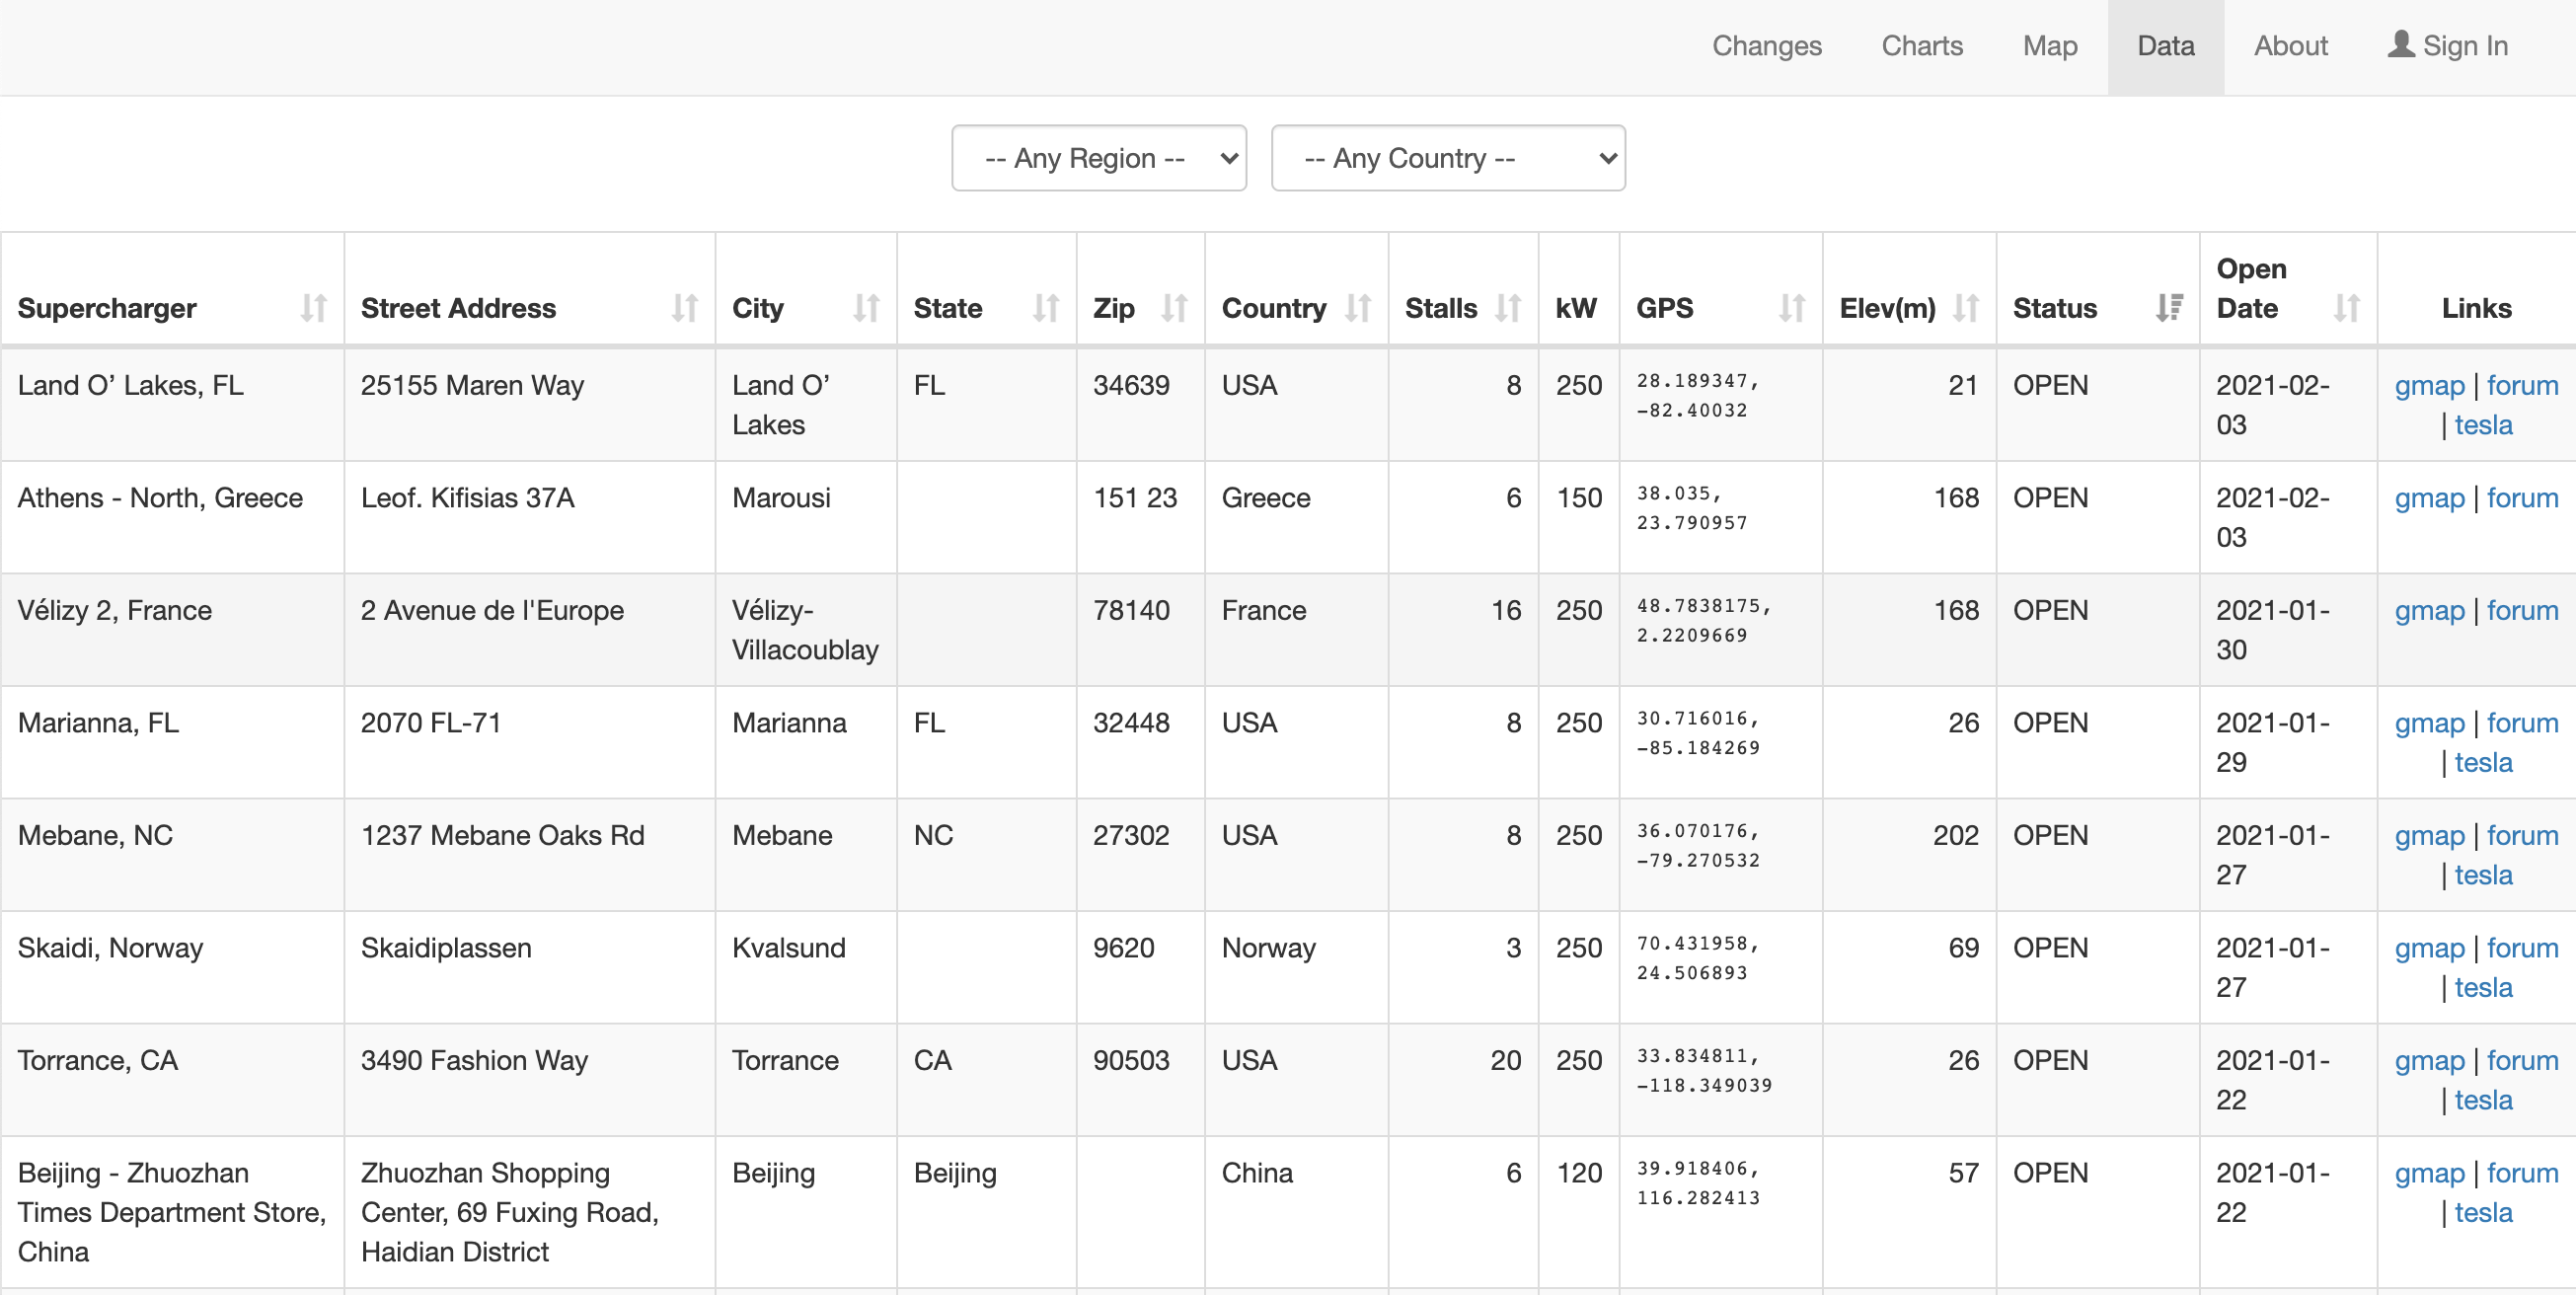 Changes Charts Map Data About Sign In
-- Any Region -- -- Any Country --
Open
Supercharger Street Address City State Zip Country Stalls kW GPS Elev(m) Status Date Links
Land O’ Lakes, FL 25155 Maren Way Land O’ FL 34639 USA 8 250 28.189347, 21 OPEN 2021-02- gmap | forum
Lakes -82.40032 03 | tesla
Athens - North, Greece Leof. Kifisias 37A Marousi 151 23 Greece 6 150 38.035, 168 OPEN 2021-02- gmap | forum
23.790957 03
Vélizy 2, France 2 Avenue de l'Europe Vélizy- 78140 France 16 250 48.7838175, 168 OPEN 2021-01- gmap | forum
Villacoublay 2.2209669 30
Marianna, FL 2070 FL-71 Marianna FL 32448 USA 8 250 30.716016, 26 OPEN 2021-01- gmap | forum
-85.184269 29 | tesla
Mebane, NC 1237 Mebane Oaks Rd Mebane NC 27302 USA 8 250 36.070176, 202 OPEN 2021-01- gmap | forum
-79.270532 27 | tesla
Skaidi, Norway Skaidiplassen Kvalsund 9620 Norway 3 250 70.431958, 69 OPEN 2021-01- gmap | forum
24.506893 27 | tesla
Torrance, CA 3490 Fashion Way Torrance CA 90503 USA 20 250 33.834811, 26 OPEN 2021-01- gmap | forum
-118.349039 22 | tesla
Beijing - Zhuozhan Zhuozhan Shopping Beijing Beijing China 6 120 39.918406, 57 OPEN 2021-01- gmap | forum
Times Department Store, Center, 69 Fuxing Road, 116.282413 22 | tesla
China Haidian District